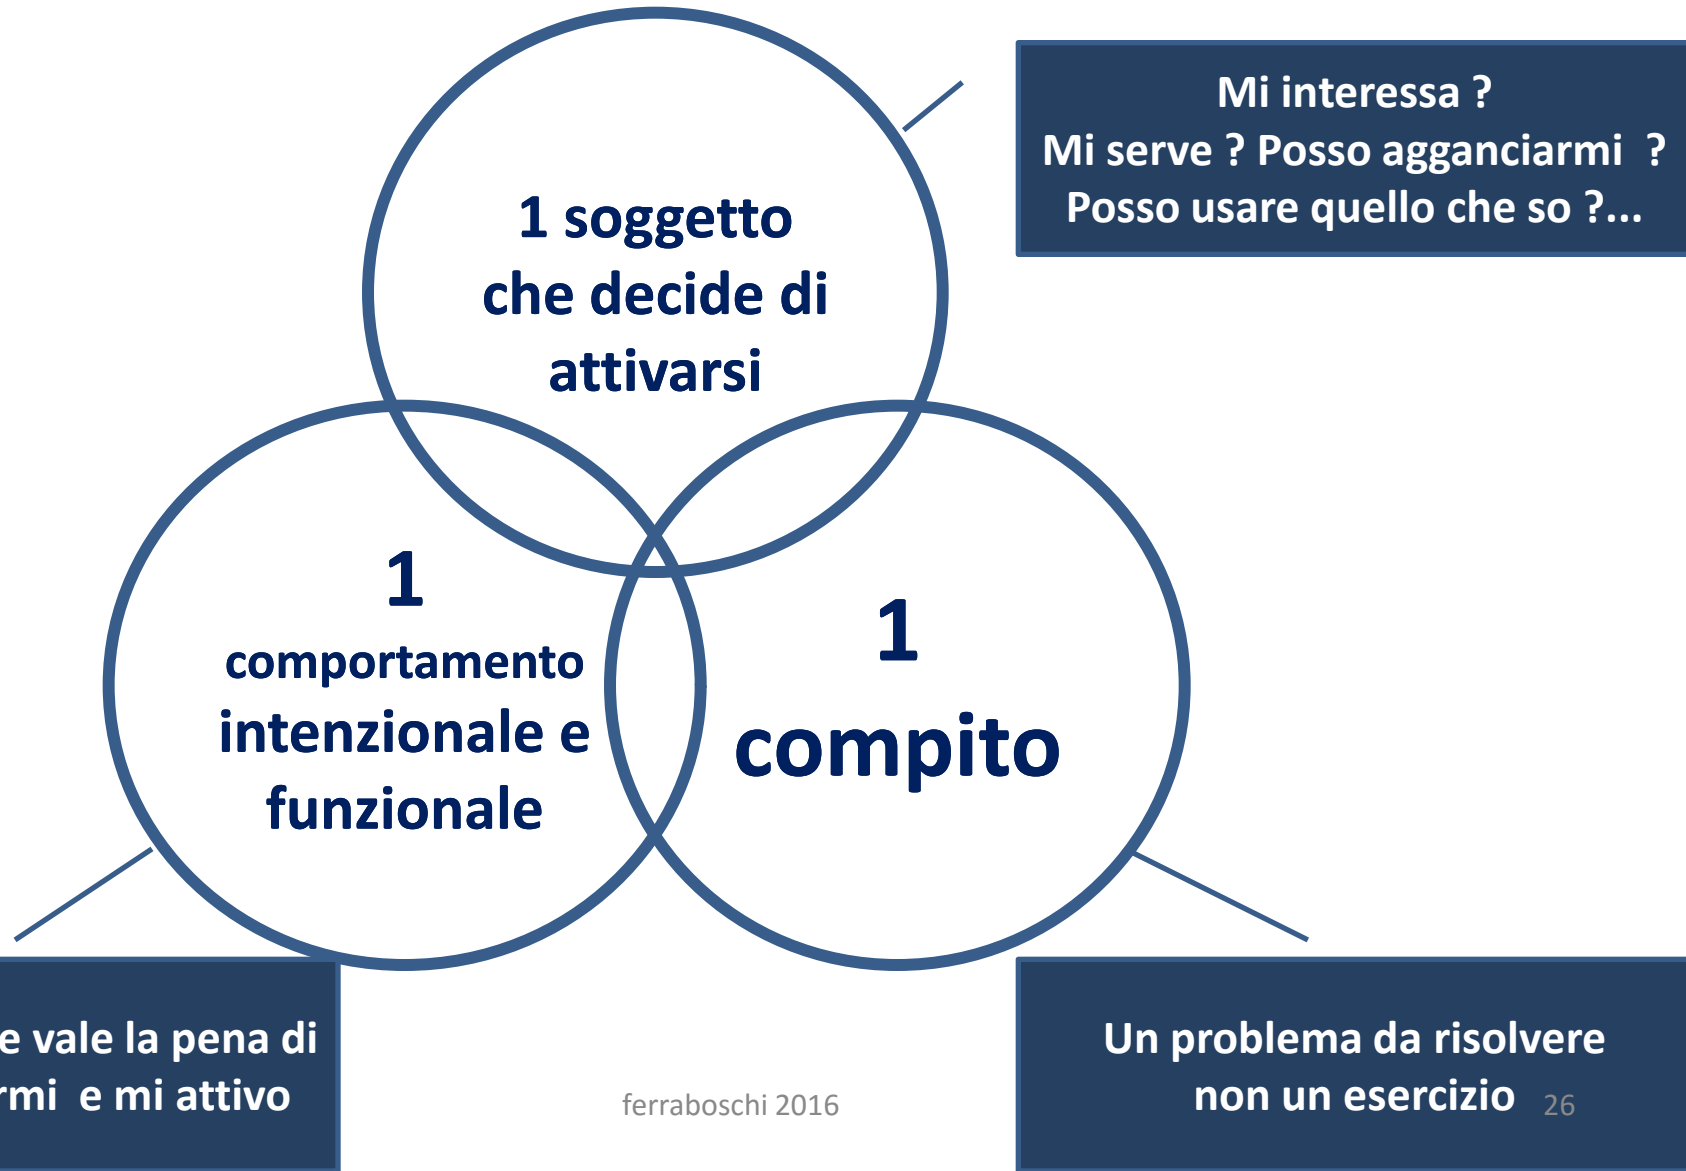 Mi interessa ?
Mi serve ? Posso agganciarmi ?
Posso usare quello che so ?...
1 soggetto
che decide di
attivarsi
1
comportamento
intenzionale e
funzionale
1
compito
e vale la pena di
rmi e mi attivo
ferraboschi 2016
Un problema da risolvere
non un esercizio
26